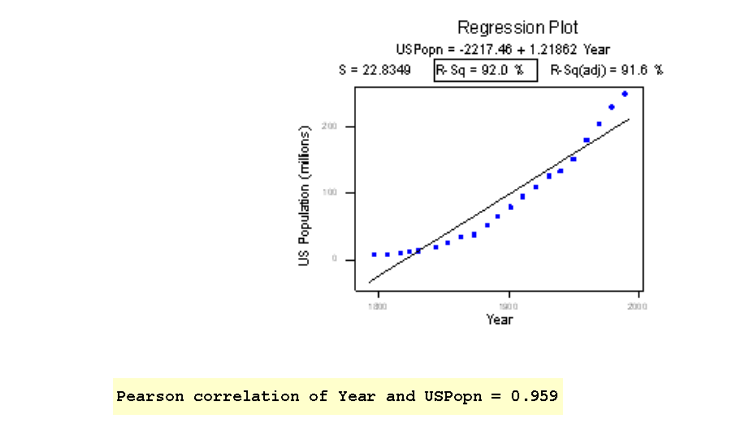 Regression Plot
USPopn = -2217.46 + 1.21862 Year
S = 22.8349 R-Sq = 92.0 % R-Sq(adj) = 91.6 %
US Population (millions)
200
100
0
1800 1900 2000
Year
Pearson correlation of Year and USPopn = 0.959